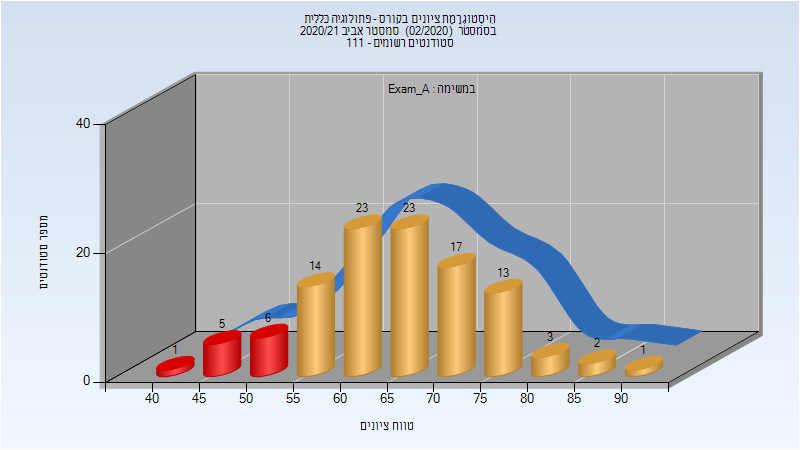 היסטוגרמת ציונים בקורס - פתולוגיה כללית
בסמסטר (02/2020) סמסטר אביב 2020/21
סטודנטים רשומים - 111
במשימה : Exam_A
מספר סטודנטים
40
20
0
1
5
6
14
23
23
17
13
3
2
1
40 45 50 55 60 65 70 75 80 85 90
טווח ציונים